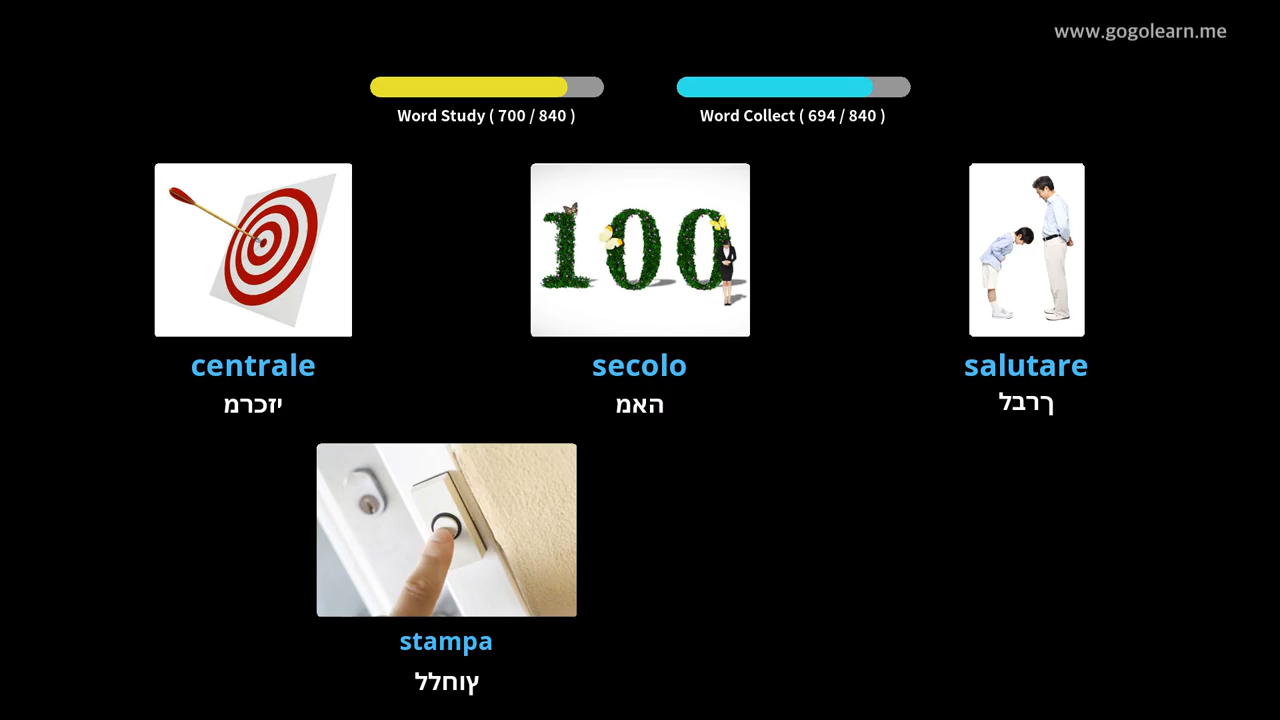 www.gogolearn.me
Word Study ( 700 / 840 )
Word Collect ( 694 / 840 )
centrale
יזכרמ
secolo
האמ
salutare
ךרבל
stampa
ץוחלל